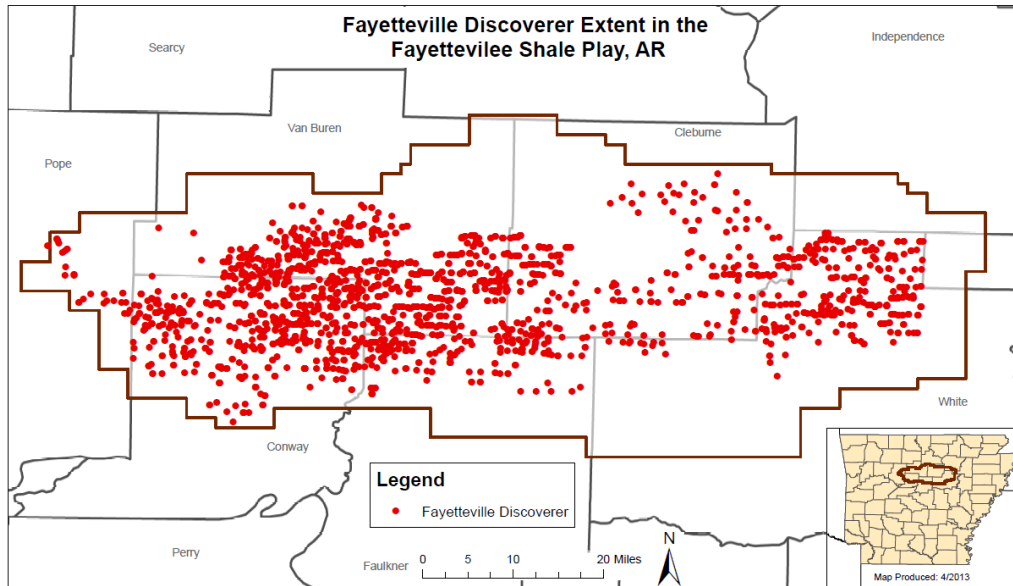 Fayetteville Discoverer Extent in the
Fayettevilee Shale Play, AR
Searcy
Independence
Van Buren
Cleburne
Pope
White
Conway
Legend
Fayetteville Discoverer
Perry
Faulkner
0 5 10 20 Miles
N
Map Produced: 4/2013